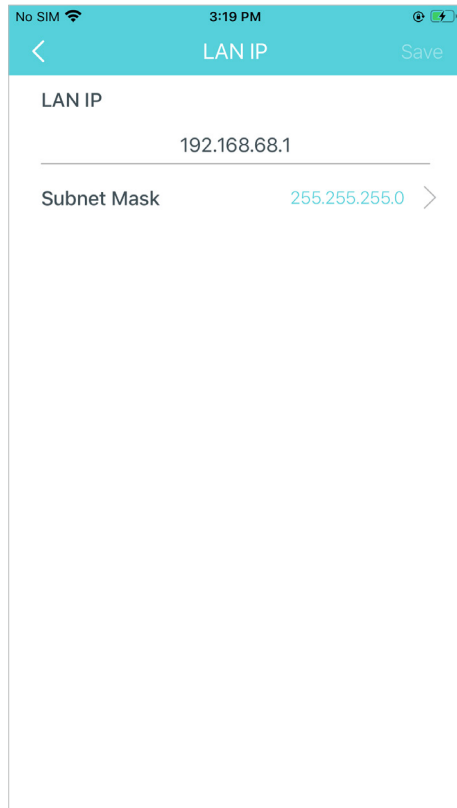 No SIM 3:19 PM
LAN IP Save
LAN IP
192.168.68.1
Subnet Mask 255.255.255.0